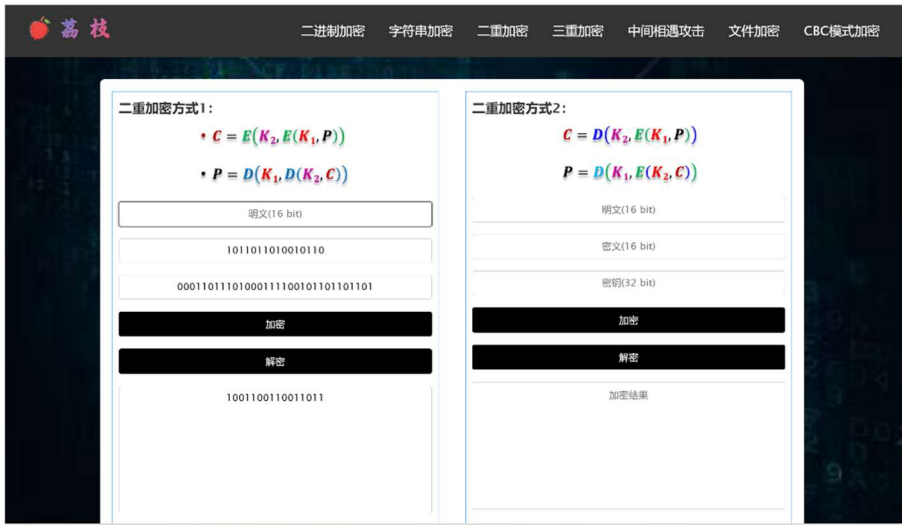 荔枝 二进制加密 字符串加密 二重加密 三重加密 中间相遇攻击 文件加密 CBC模式加密
二重加密方式1：
• C = E(K₂, E(K₁, P))
• P = D(K₁, D(K₂, C))
明文(16 bit)
1011011010010110
00011011101000111100101101101101
加密
解密
1001100110011011
二重加密方式2：
C = D(K₂, E(K₁, P))
P = D(K₁, E(K₂, C))
明文(16 bit)
密文(16 bit)
密钥(32 bit)
加密
解密
加密结果